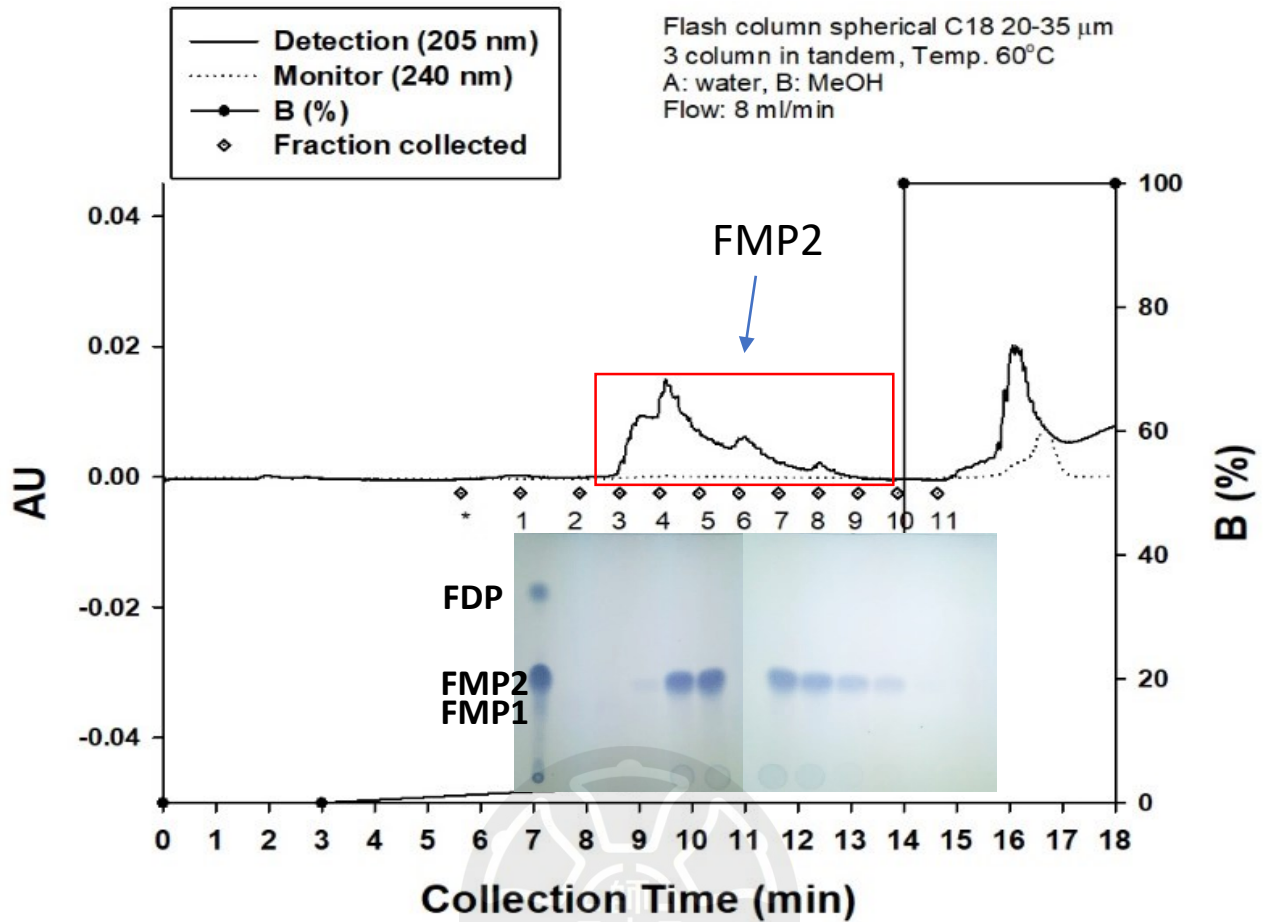 Detection (205 nm)
Monitor (240 nm)
B (%)
Fraction collected
Flash column spherical C18 20-35 μm
3 column in tandem, Temp. 60°C
A: water, B: MeOH
Flow: 8 ml/min
FMP2
0.04
0.02
0.00
-0.02
-0.04
AU
100
80
60
40
20
0
B (%)
* 1 2 3 4 5 6 7 8 9 10 11
FDP
FMP2
FMP1
0 1 2 3 4 5 6 7 8 9 10 11 12 13 14 15 16 17 18
Collection Time (min)